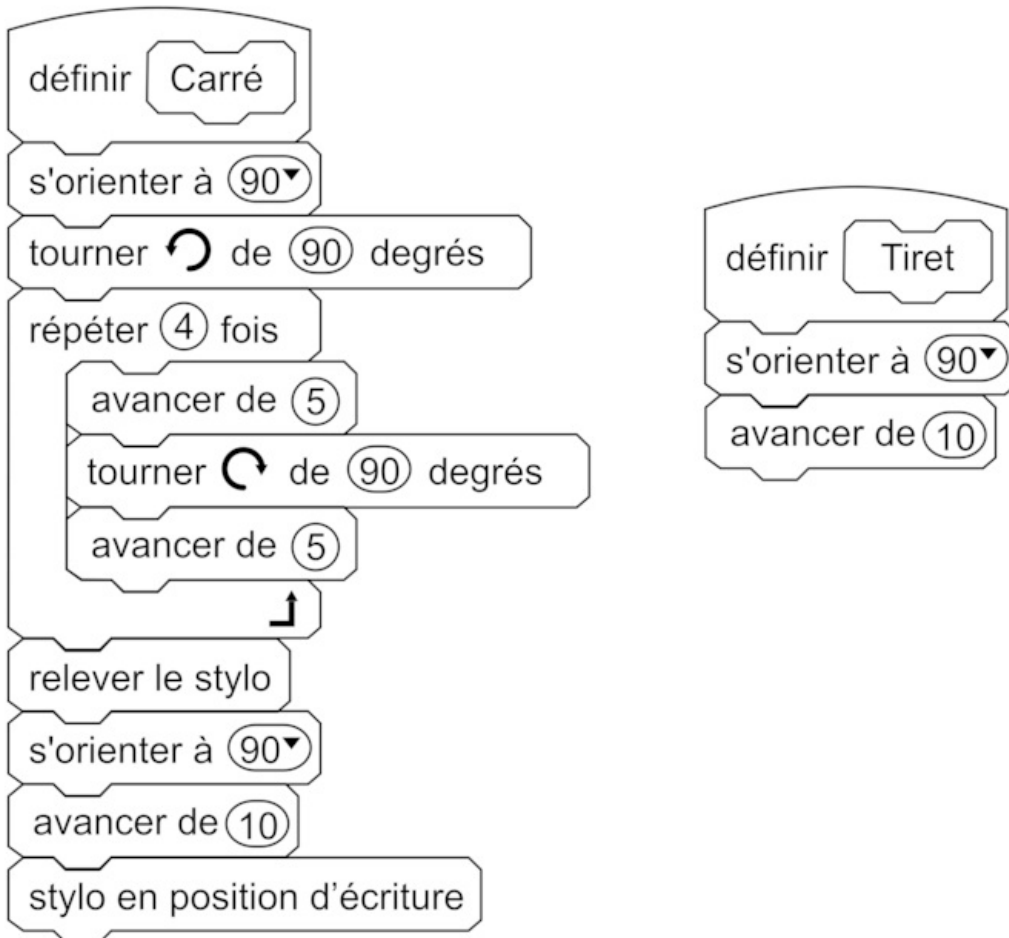 définir Carré
s'orienter à 90
tourner de 90 degrés
répéter 4 fois
avancer de 5
tourner de 90 degrés
avancer de 5
relever le stylo
s'orienter à 90
avancer de 10
stylo en position d'écriture
définir Tiret
s'orienter à 90
avancer de 10